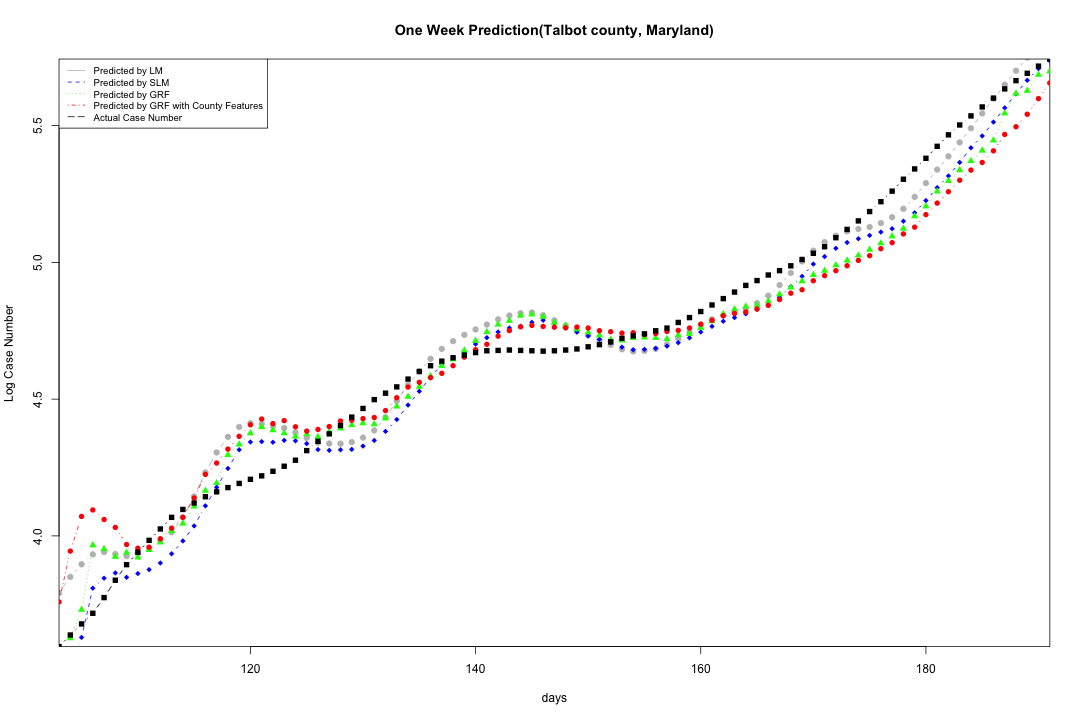 One Week Prediction(Talbot county, Maryland)
Predicted by LM
Predicted by SLM
Predicted by GRF
Predicted by GRF with County Features
Actual Case Number
Log Case Number
5.5
5.0
4.5
4.0
120 140 160 180
days